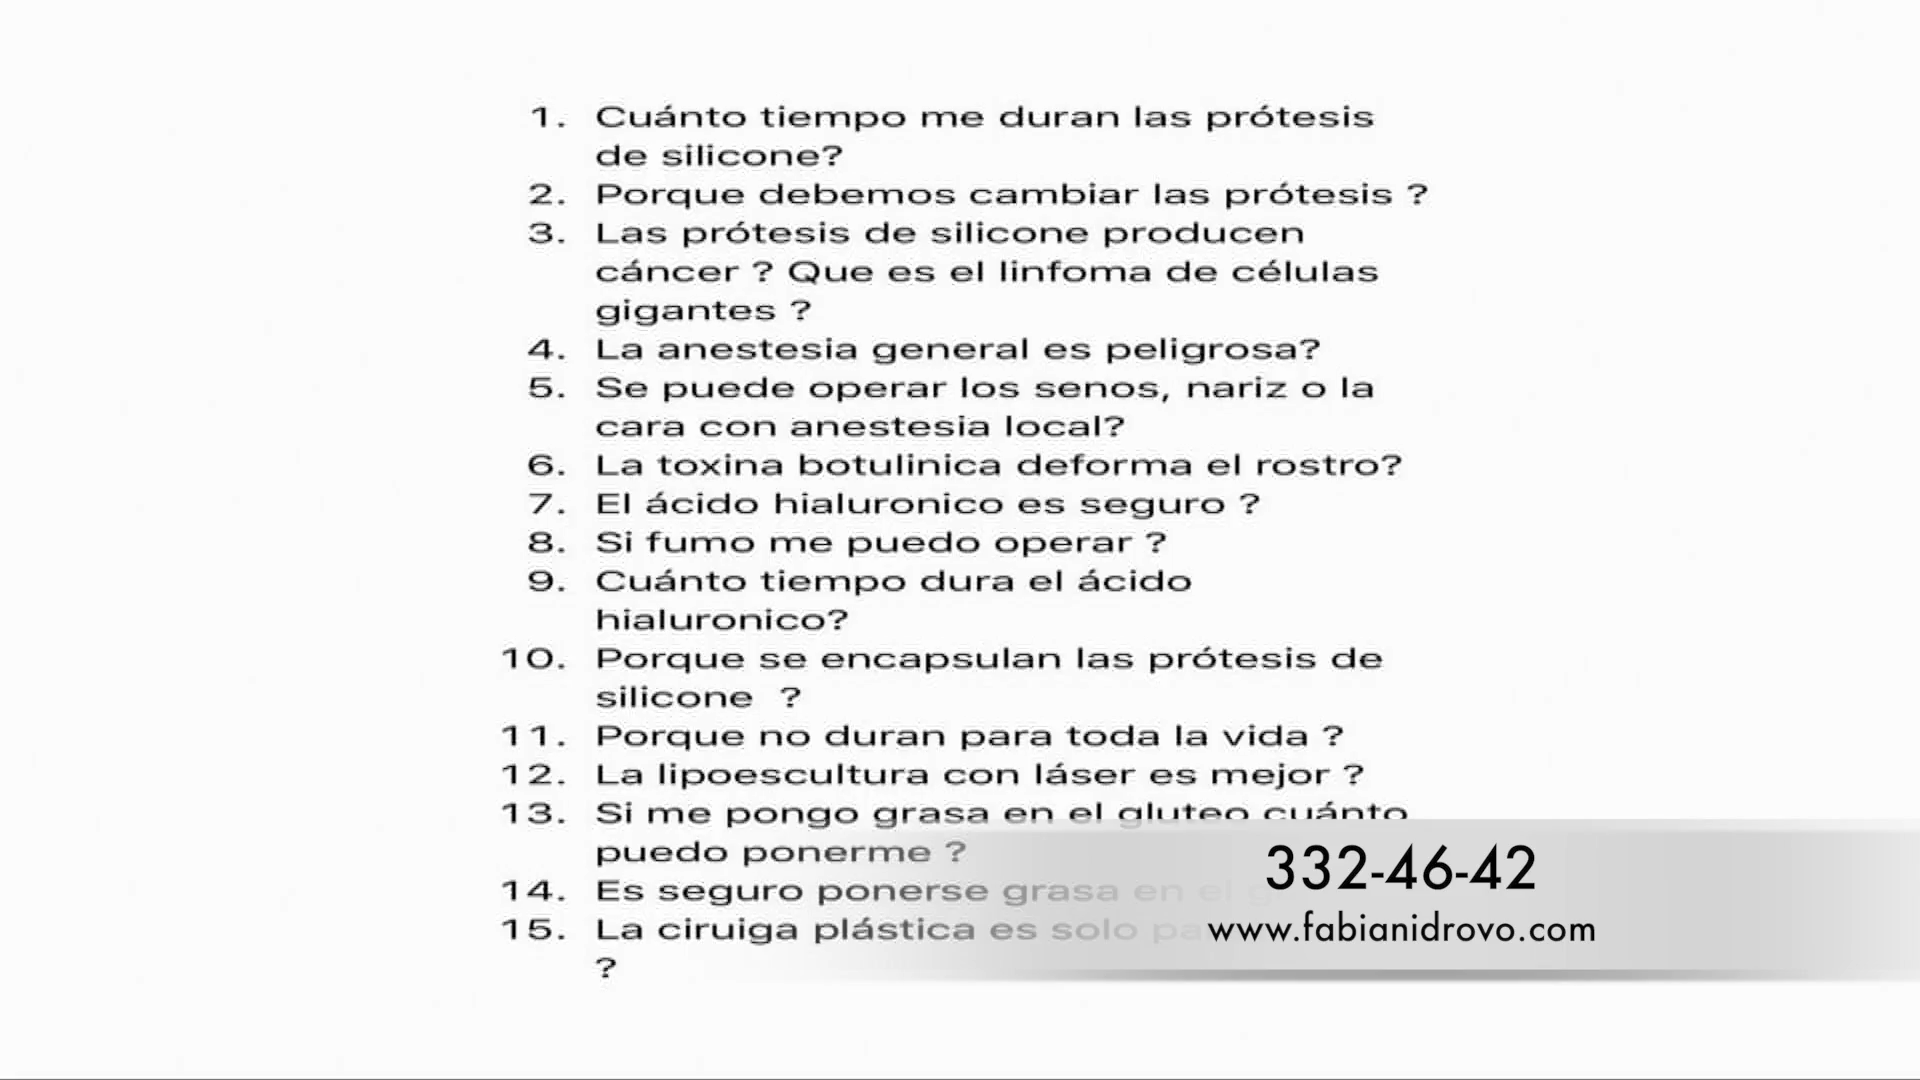 1. Cuánto tiempo me duran las prótesis
de silicone?
2. Porque debemos cambiar las prótesis ?
3. Las prótesis de silicone producen
cáncer ? Que es el linfoma de células
gigantes ?
4. La anestesia general es peligrosa?
5. Se puede operar los senos, nariz o la
cara con anestesia local?
6. La toxina botulinica deforma el rostro?
7. El ácido hialuronico es seguro ?
8. Si fumo me puedo operar ?
9. Cuánto tiempo dura el ácido
hialuronico?
10. Porque se encapsulan las prótesis de
silicone ?
11. Porque no duran para toda la vida ?
12. La lipoescultura con láser es mejor ?
13. Si me pongo grasa en el gluteo cuánto
puedo ponerme ?
14. Es seguro ponerse grasa en el
15. La ciruiga plástica es solo
?
332-46-42
www.fabianidrovo.com